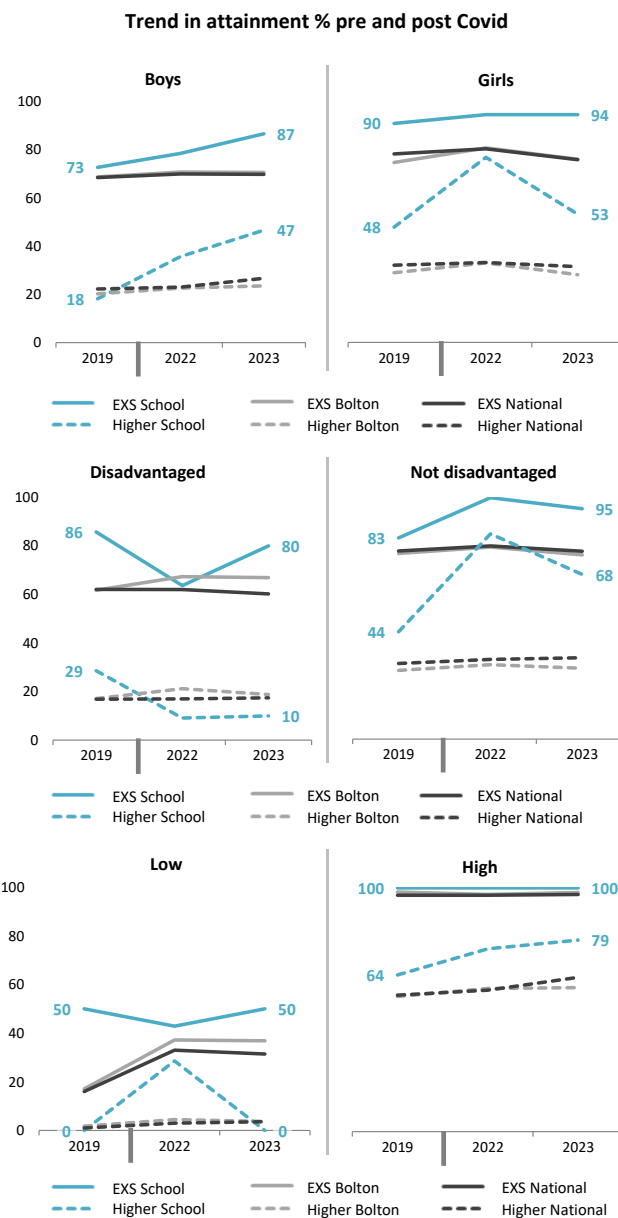 Trend in attainment % pre and post Covid
Boys
Girls
100
80
60
40
20
0
73
87
18
47
90
94
48
53
2019
2022
2023
2019
2022
2023
EXS School
EXS Bolton
EXS National
Higher School
Higher Bolton
Higher National
Disadvantaged
Not disadvantaged
100
80
60
40
20
0
86
80
29
10
83
95
44
68
2019
2022
2023
2019
2022
2023
EXS School
EXS Bolton
EXS National
Higher School
Higher Bolton
Higher National
Low
High
100
80
60
40
20
0
50
50
0
0
100
100
64
79
2019
2022
2023
2019
2022
2023
EXS School
EXS Bolton
EXS National
Higher School
Higher Bolton
Higher National